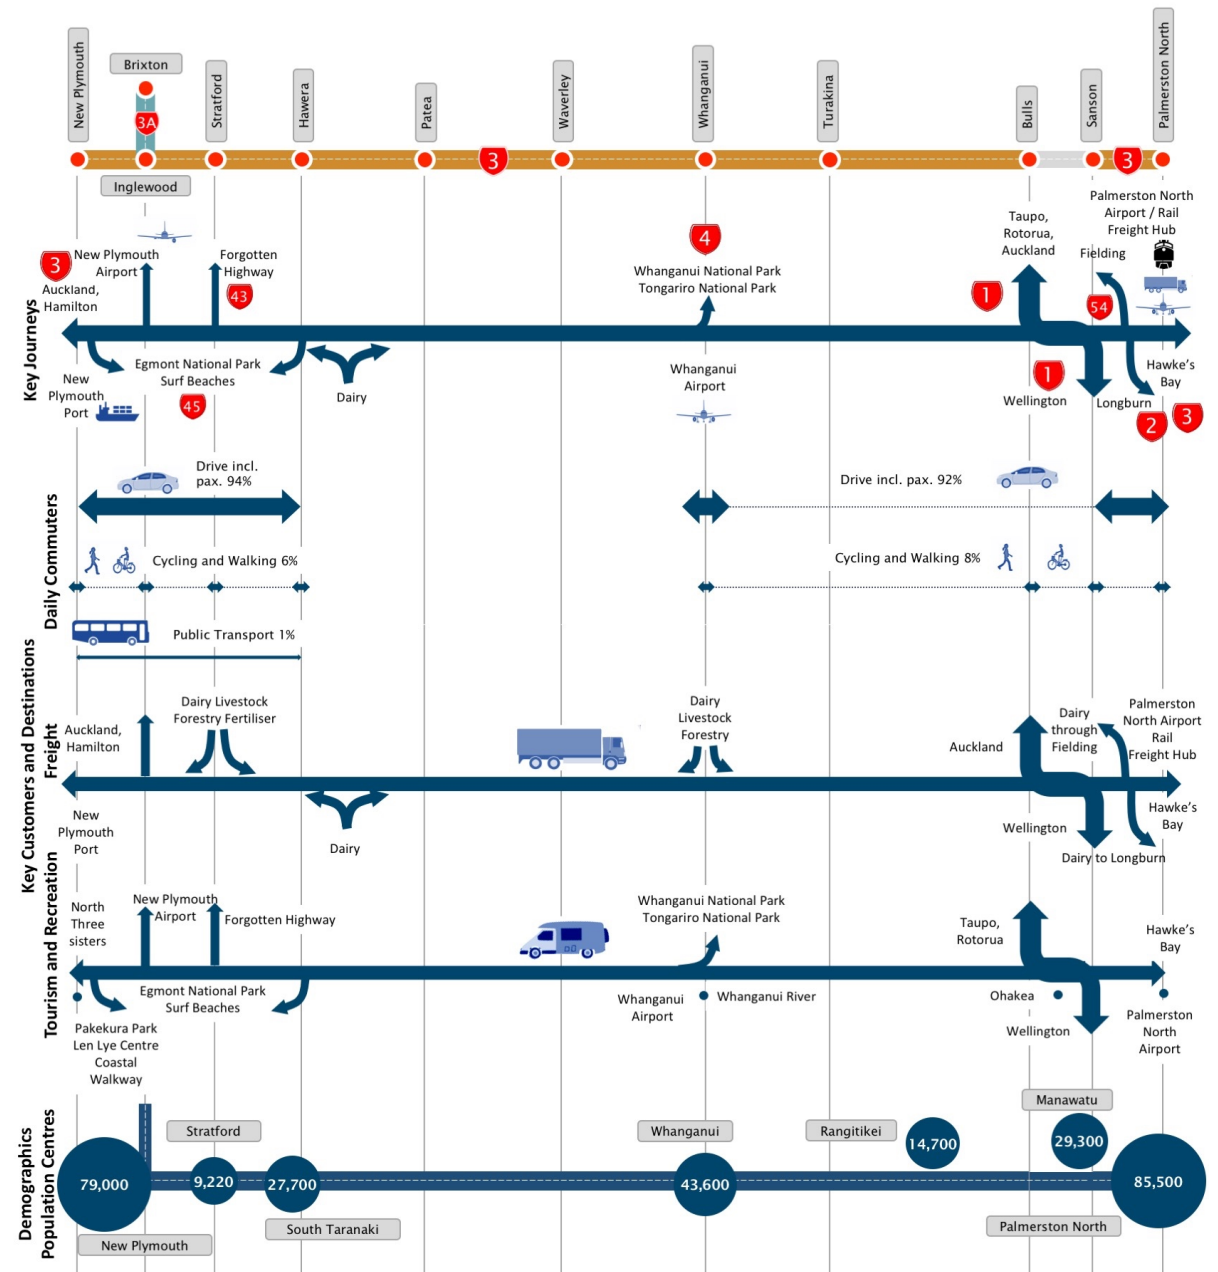 New Plymouth
Brixton
Stratford
Hawera
Patea
Waverley
Whanganui
Turakina
Bulls
Sanson
Palmerston North
3A
3
3
Inglewood
Key Journeys
3
Auckland,
Hamilton
New Plymouth
Airport
Forgotten
Highway
43
4
Whanganui National Park
Tongariro National Park
Taupo,
Rotorua,
Auckland
1
Palmerston North
Airport / Rail
Freight Hub
Fielding
54
New
Plymouth
Port
Egmont National Park
Surf Beaches
45
Dairy
Whanganui
Airport
1
Wellington
Longburn
Hawke's
Bay
2
3
Key Customers and Destinations
Daily Commuters
Drive incl.
pax. 94%
Drive incl. pax. 92%
Cycling and Walking 6%
Cycling and Walking 8%
Public Transport 1%
Freight
Auckland,
Hamilton
Dairy Livestock
Forestry Fertiliser
Dairy
Livestock
Forestry
Auckland
Dairy
through
Fielding
Palmerston
North Airport
Rail
Freight Hub
New
Plymouth
Port
Dairy
Wellington
Hawke's
Bay
Dairy to Longburn
Tourism and Recreation
North
Three
sisters
New Plymouth
Airport
Forgotten Highway
Whanganui National Park
Tongariro National Park
Taupo,
Rotorua
Hawke's
Bay
Egmont National Park
Surf Beaches
Whanganui
Airport
Whanganui River
Ohakea
Wellington
Palmerston
North
Airport
Pakekura Park
Len Lye Centre
Coastal
Walkway
Demographics
Population Centres
Stratford
Whanganui
Rangitikei
Manawatu
14,700
29,300
79,000
9,220
27,700
43,600
85,500
New Plymouth
South Taranaki
Palmerston North